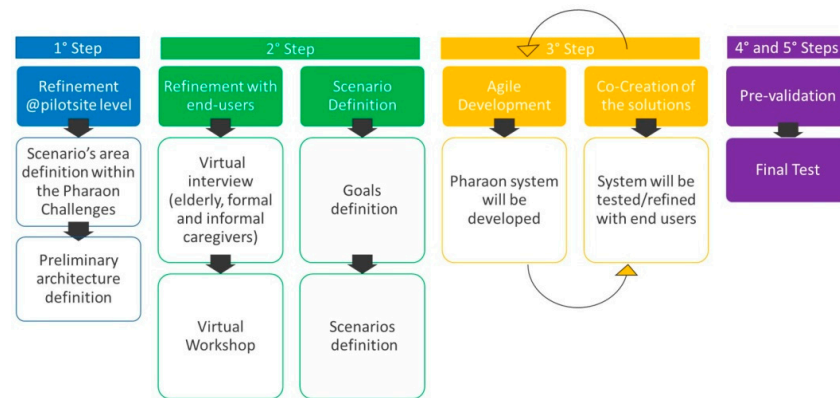 1° Step
2° Step
3° Step
4° and 5° Steps
Refinement
@pilotsite level
Refinement with
end-users
Scenario
Definition
Agile
Development
Co-Creation of
the solutions
Pre-validation
Scenario's area
definition within
the Pharaon
Challenges
Virtual
interview
(elderly, formal
and informal
caregivers)
Goals
definition
Pharaon system
will be
developed
System will be
tested/refined
with end users
Final Test
Preliminary
architecture
definition
Virtual
Workshop
Scenarios
definition